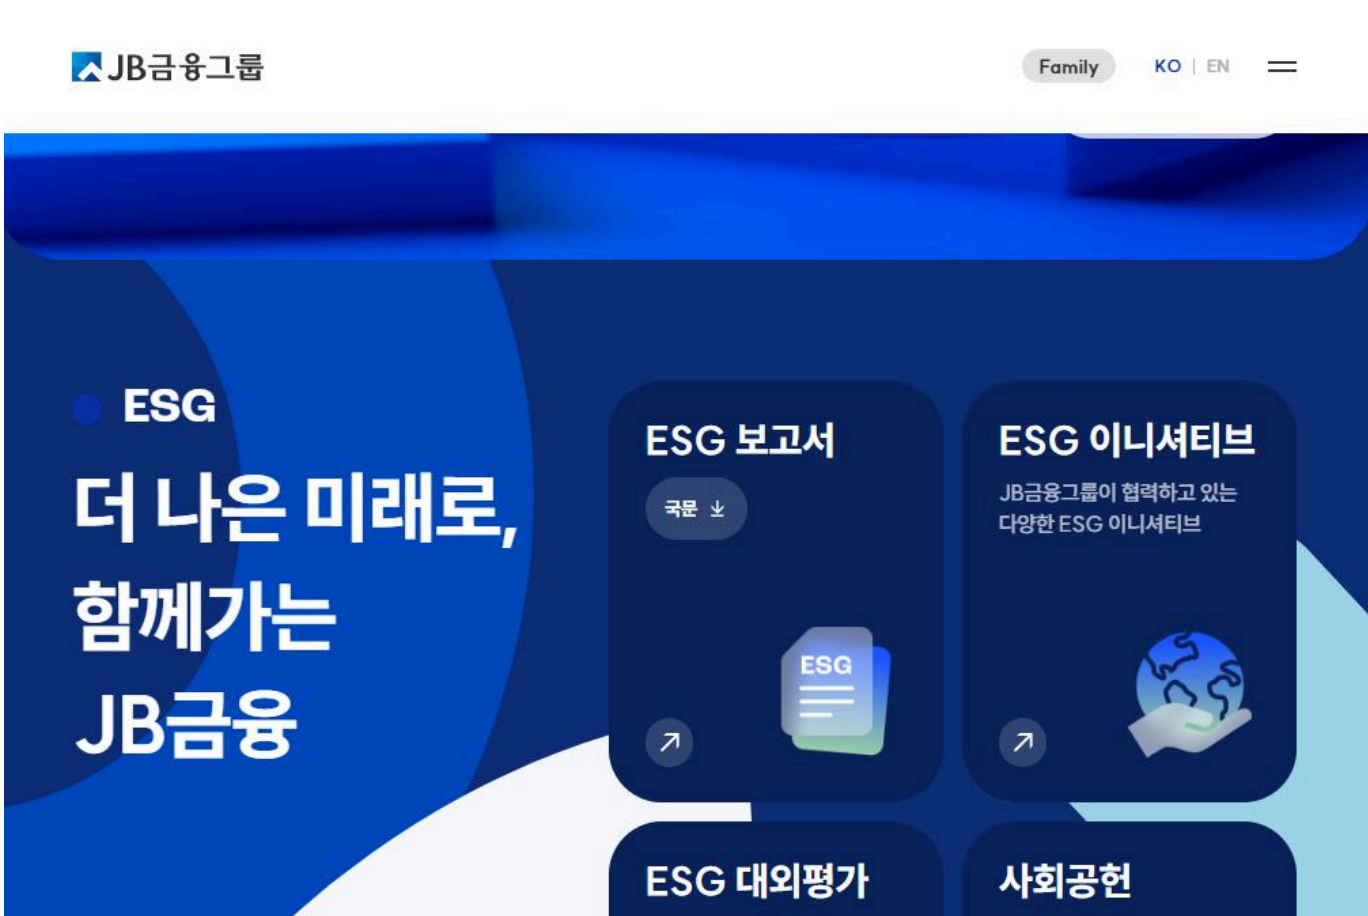 JB금융그룹
Family
KO | EN
ESG
더 나은 미래로,
함께가는
JB금융
ESG 보고서
국문
ESG
ESG 이니셔티브
JB금융그룹이 협력하고 있는
다양한 ESG 이니셔티브
ESG 대외평가
사회공헌